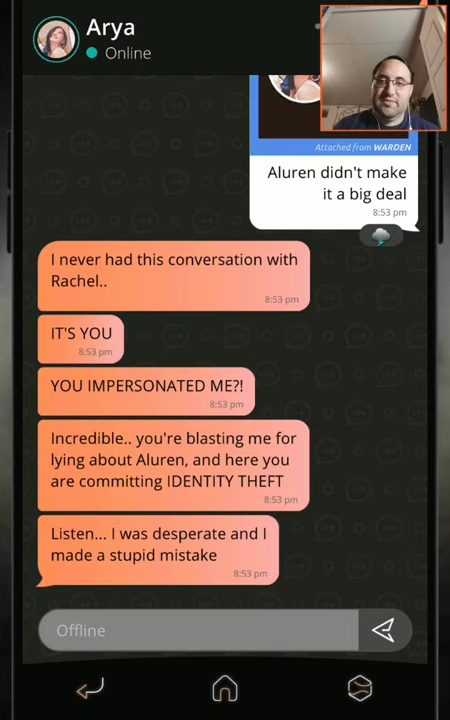 Arya
Online
Attached from WARDEN
Aluren didn't make
it a big deal
8:53 pm
I never had this conversation with
Rachel..
8:53 pm
IT'S YOU
8:53 pm
YOU IMPERSONATED ME?!
8:53 pm
Incredible.. you're blasting me for
lying about Aluren, and here you
are committing IDENTITY THEFT
8:53 pm
Listen... I was desperate and I
made a stupid mistake
8:53 pm
Offline